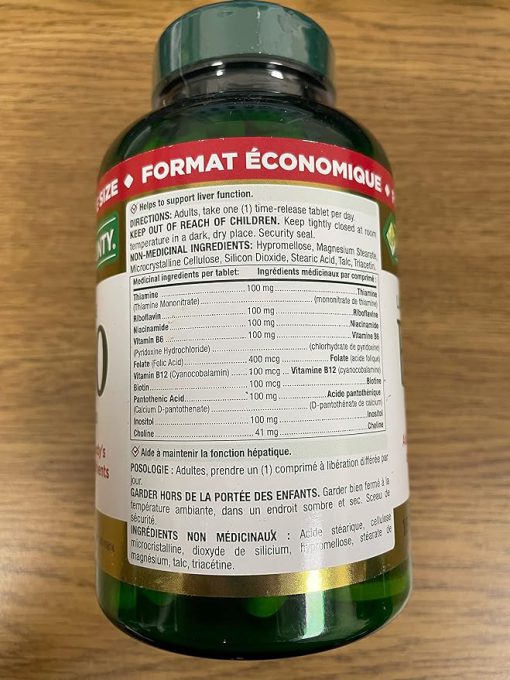 SIZE ◆ FORMAT ÉCONOMIQUE ◆
NTY.
Helps to support liver function.
DIRECTIONS: Adults, take one (1) time-release tablet per day.
KEEP OUT OF REACH OF CHILDREN. Keep tightly closed at room
temperature in a dark, dry place. Security seal.
NON-MEDICINAL INGREDIENTS: Hypromellose, Magnesium Stearate,
Microcrystalline Cellulose, Silicon Dioxide, Stearic Acid, Talc, Triacetin.
Medicinal ingredients per tablet: Ingrédients médicinaux par comprimé :
Thiamine 100 mg Thiamine
(Thiamine Mononitrate) (mononitrate de thiamine)
Riboflavin 100 mg Riboflavine
Niacinamide 100 mg Niacinamide
Vitamin B6 100 mg Vitamine B6
(Pyridoxine Hydrochloride) (chlorhydrate de pyridoxine)
Folate (Folic Acid) 400 mcg Folate (acide folique)
Vitamin B12 (Cyanocobalamin) 100 mcg Vitamine B12 (cyanocobalamine)
Biotin 100 mcg Biotine
Pantothenic Acid 100 mg Acide pantothénique
(Calcium D-pantothenate) (D-pantothénate de calcium)
Inositol 100 mg Inositol
Choline 41 mg Choline
Aide à maintenir la fonction hépatique.
POSOLOGIE : Adultes, prendre un (1) comprimé à libération différée par
jour.
GARDER HORS DE LA PORTÉE DES ENFANTS. Garder bien fermé à la
température ambiante, dans un endroit sombre et sec. Sceau de
sécurité.
INGRÉDIENTS NON MÉDICINAUX : Acide stéarique, cellulose
microcristalline, dioxyde de silicium, hypromellose, stéarate de
magnésium, talc, triacétine.